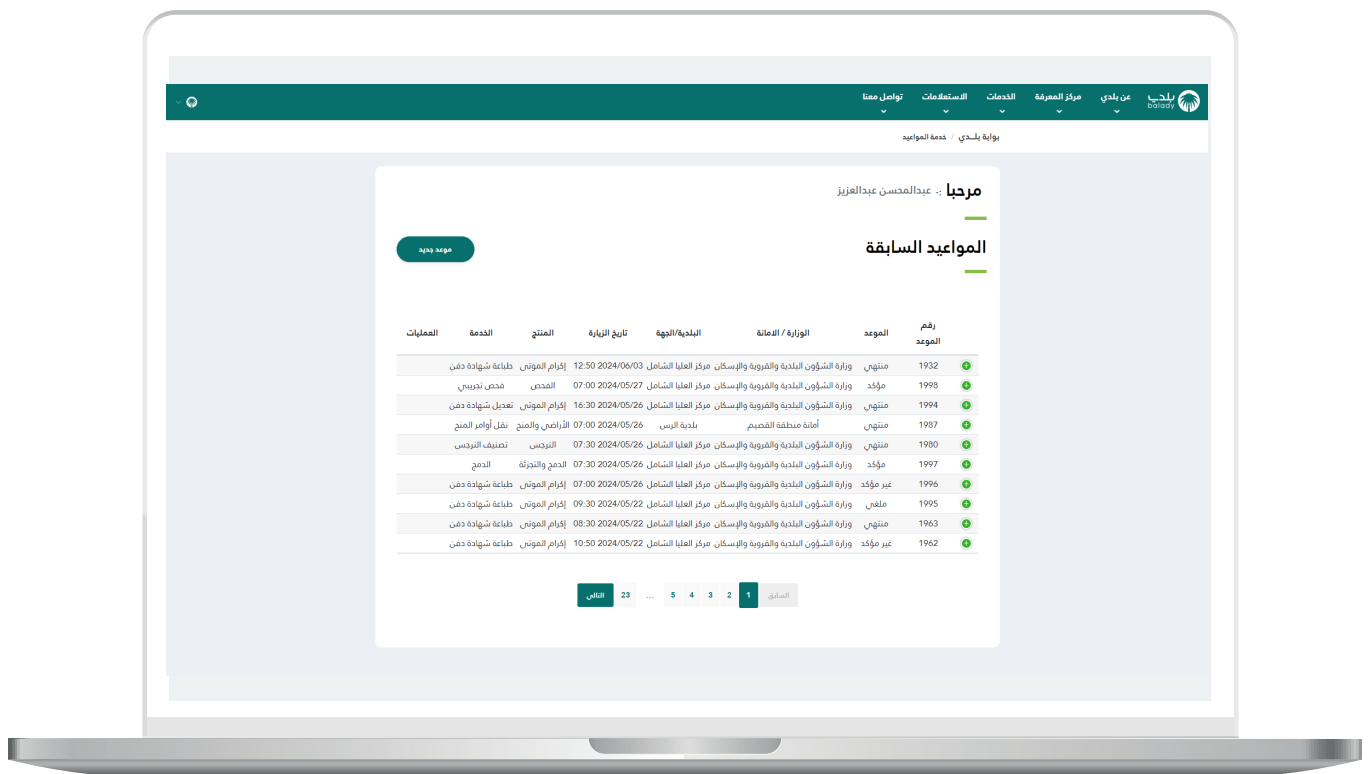 بلدي balady عن بلدي مركز المعرفة الخدمات الاستعلامات تواصل معنا
بوابة بلـــدي / خدمة المواعيد
مرحبا :. عبدالمحسن عبدالعزيز
المواعيد السابقة
موعد جديد
رقم الموعد الموعد الوزارة / الامانة البلدية/الجهة تاريخ الزيارة المنتج الخدمة العمليات
1932 منتهي وزارة الشؤون البلدية والقروية والإسكان مركز العليا الشامل 2024/06/03 12:50 إكرام الموتى طباعة شهادة دفن
1998 مؤكد وزارة الشؤون البلدية والقروية والإسكان مركز العليا الشامل 2024/05/27 07:00 الفحص فحص تجريبي
1994 منتهي وزارة الشؤون البلدية والقروية والإسكان مركز العليا الشامل 2024/05/26 16:30 إكرام الموتى تعديل شهادة دفن
1987 منتهي أمانة منطقة القصيم بلدية الرس 2024/05/26 07:00 الأراضي والمنح نقل أوامر المنح
1980 منتهي وزارة الشؤون البلدية والقروية والإسكان مركز العليا الشامل 2024/05/26 07:30 النرجس تصنيف النرجس
1997 مؤكد وزارة الشؤون البلدية والقروية والإسكان مركز العليا الشامل 2024/05/26 07:30 الدمج والتجزئة الدمج
1996 غير مؤكد وزارة الشؤون البلدية والقروية والإسكان مركز العليا الشامل 2024/05/26 07:00 إكرام الموتى طباعة شهادة دفن
1995 ملغي وزارة الشؤون البلدية والقروية والإسكان مركز العليا الشامل 2024/05/22 09:30 إكرام الموتى طباعة شهادة دفن
1963 منتهي وزارة الشؤون البلدية والقروية والإسكان مركز العليا الشامل 2024/05/22 08:30 إكرام الموتى طباعة شهادة دفن
1962 غير مؤكد وزارة الشؤون البلدية والقروية والإسكان مركز العليا الشامل 2024/05/22 10:50 إكرام الموتى طباعة شهادة دفن
السابق 1 2 3 4 5 ... 23 التالي